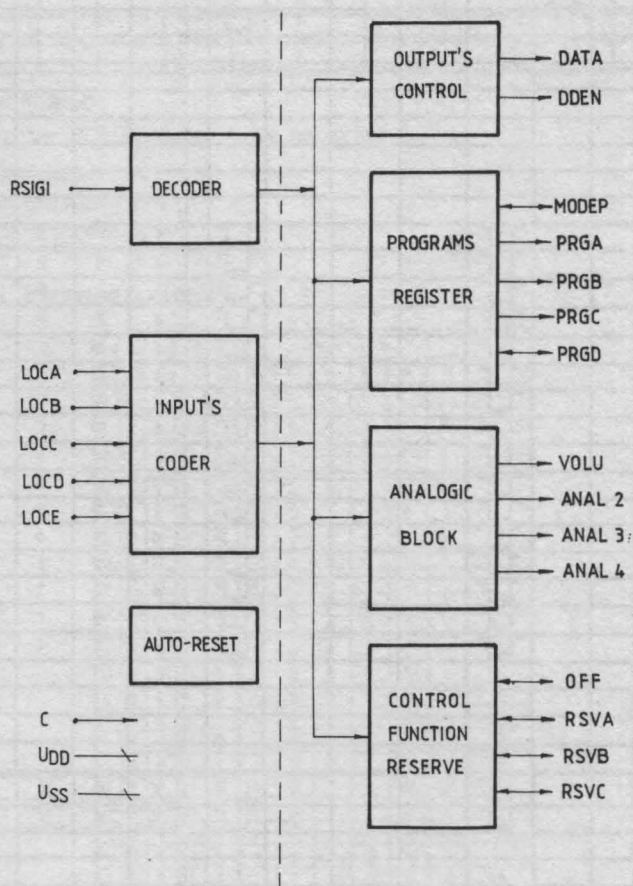 OUTPUT'S
CONTROL
DATA
DDEN
RSIGI
DECODER
PROGRAMS
REGISTER
MODEP
PRGA
PRGB
PRGC
PRGD
LOCA
LOCB
LOCC
LOCD
LOCE
INPUT'S
CODER
ANALOGIC
BLOCK
VOLU
ANAL 2
ANAL 3
ANAL 4
AUTO-RESET
C
UDD
USS
CONTROL
FUNCTION
RESERVE
OFF
RSVA
RSVB
RSVC